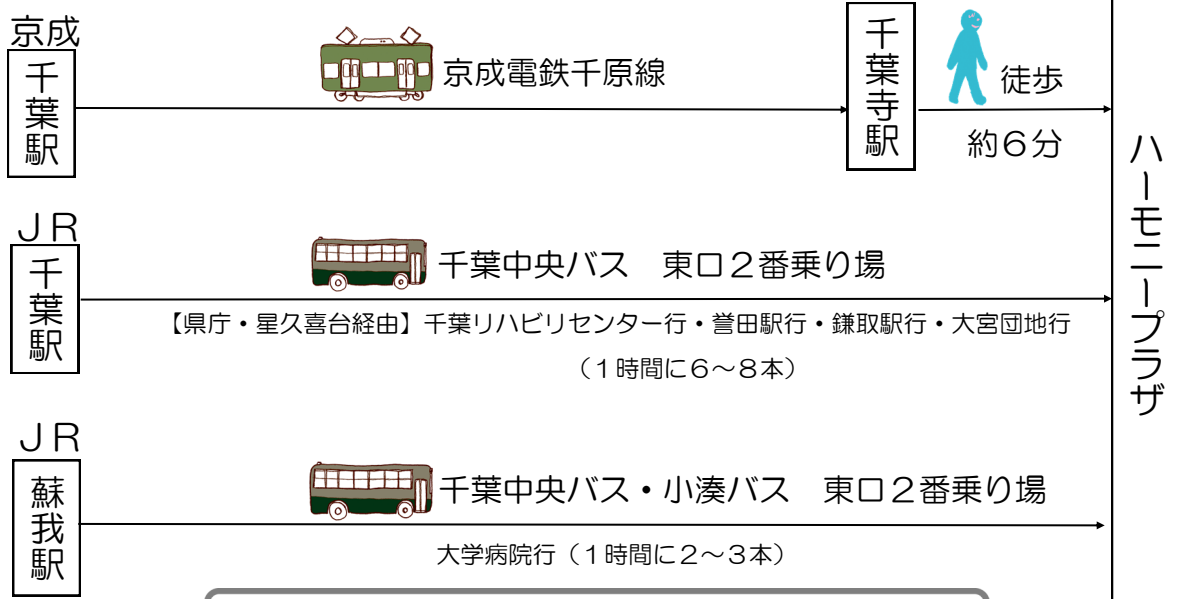 京成
千葉駅
京成電鉄千原線
千葉寺駅
徒歩
約６分
ハーモニープラザ
ＪＲ
千葉駅
千葉中央バス　東口２番乗り場
【県庁・星久喜台経由】千葉リハビリセンター行・誉田駅行・鎌取駅行・大宮団地行
（１時間に６～８本）
ＪＲ
蘇我駅
千葉中央バス・小湊バス　東口２番乗り場
大学病院行（１時間に２～３本）